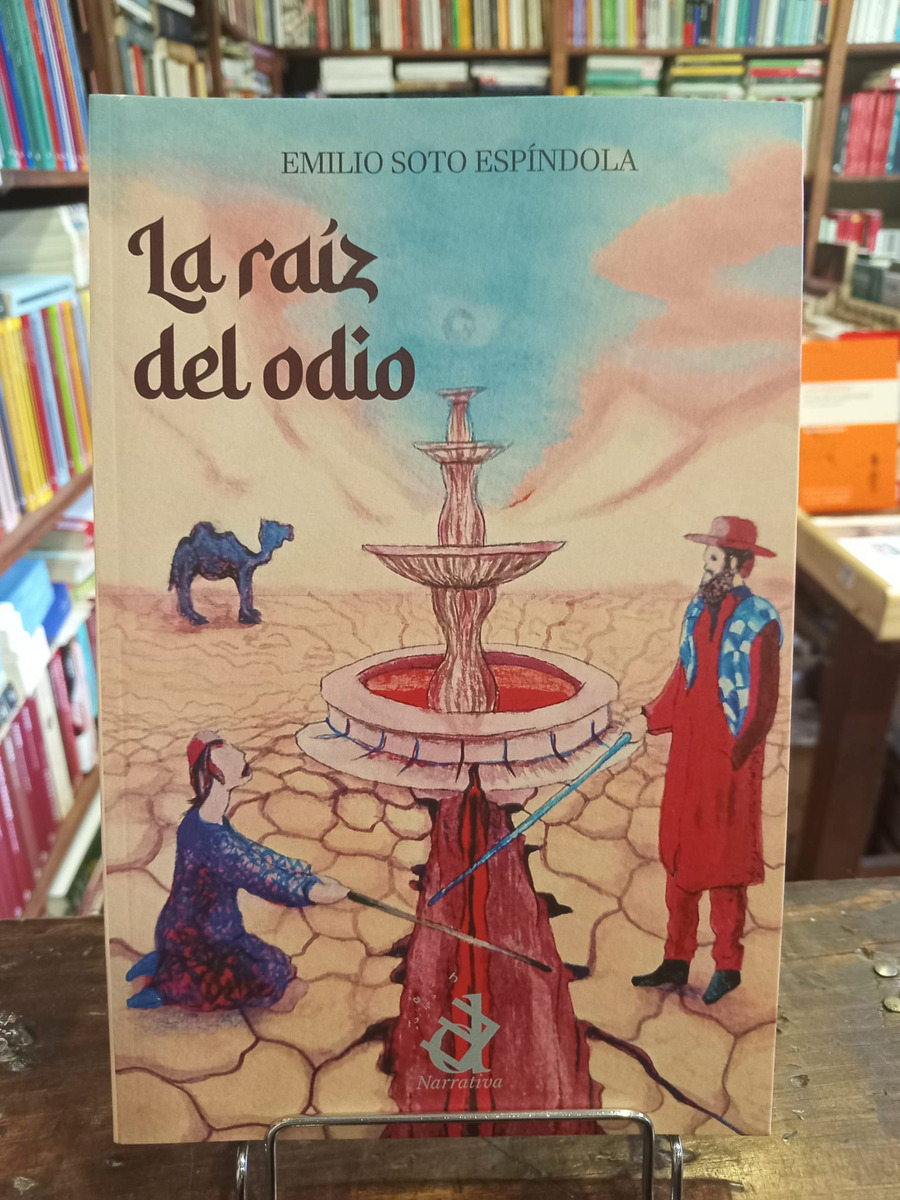 EMILIO SOTO ESPÍNDOLA
La raíz
del odio
Narrativa